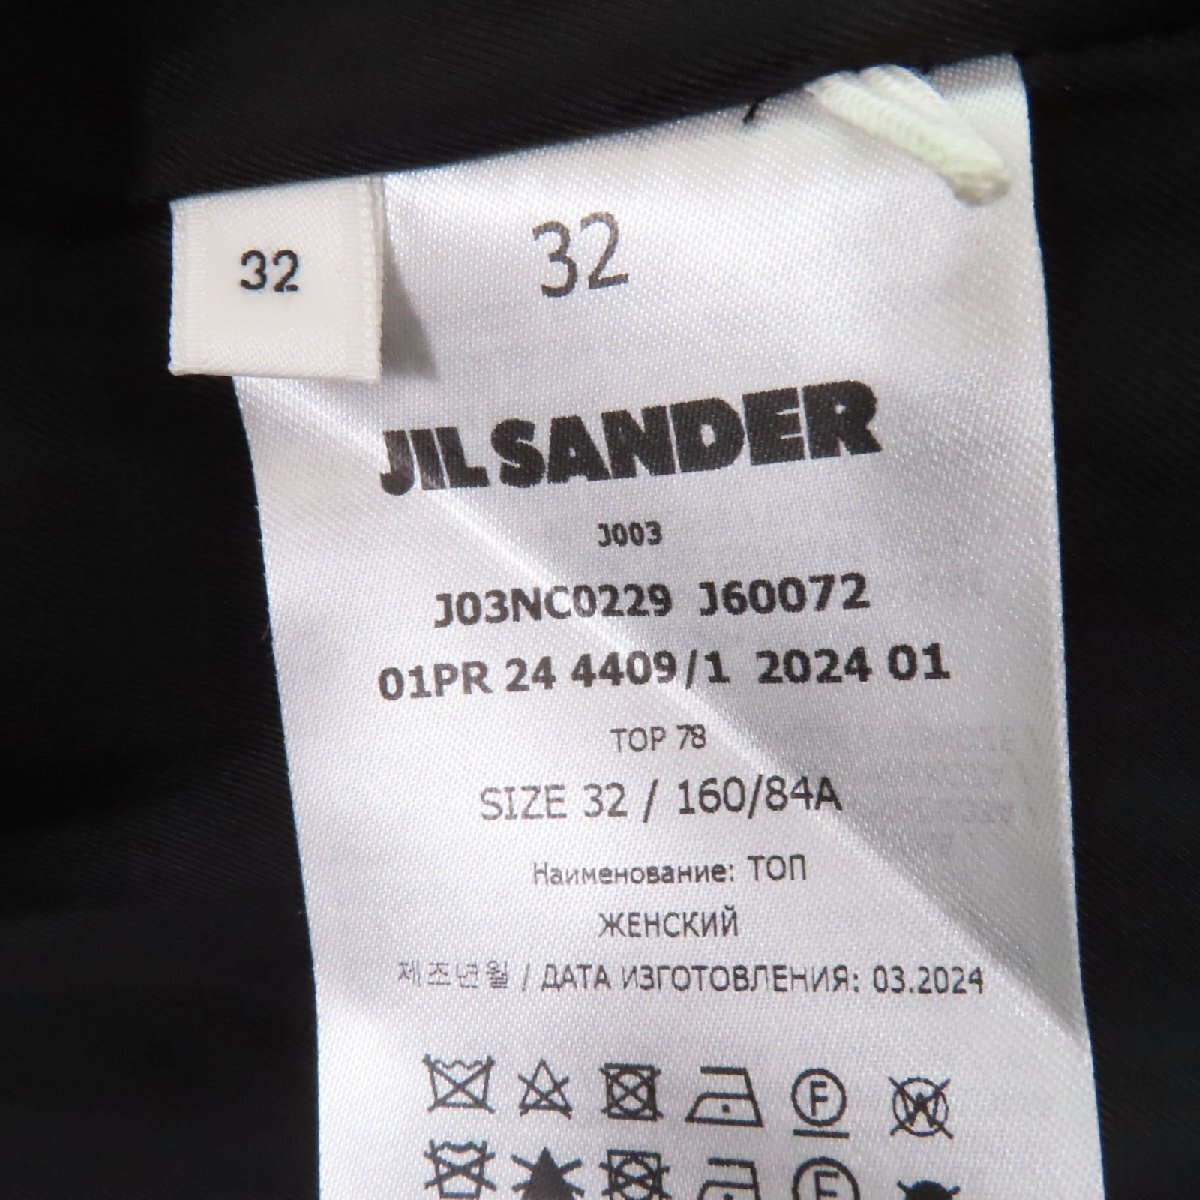 32
32
JIL SANDER
J003
J03NC0229 J60072
01PR 24 4409/1 2024 01
TOP 78
SIZE 32 / 160/84A
Наименование: ТОП
ЖЕНСКИЙ
제조년월 / ДАТА ИЗГОТОВЛЕНИЯ: 03.2024
F W
F